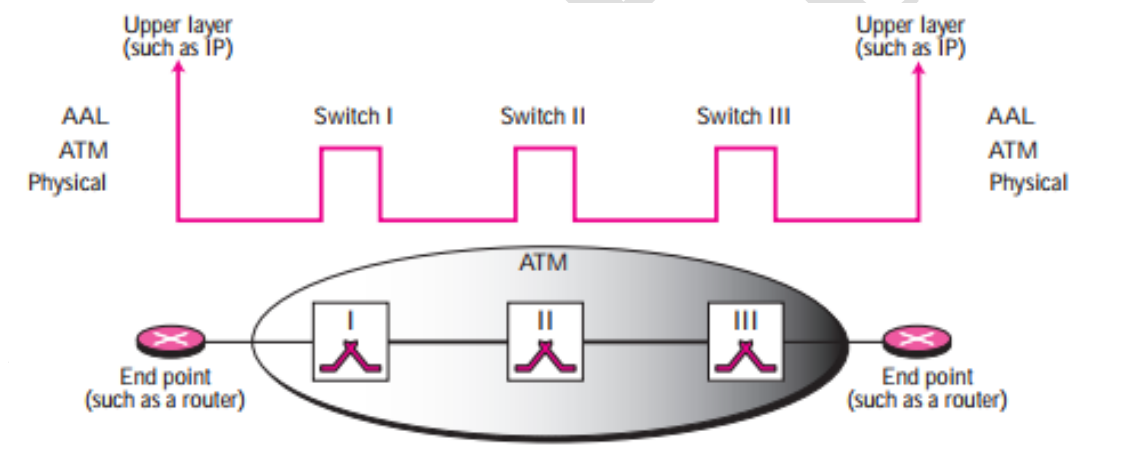 Upper layer
(such as IP)
Upper layer
(such as IP)
AAL
Switch I
Switch II
Switch III
AAL
ATM
ATM
Physical
Physical
ATM
I
II
III
End point
(such as a router)
End point
(such as a router)